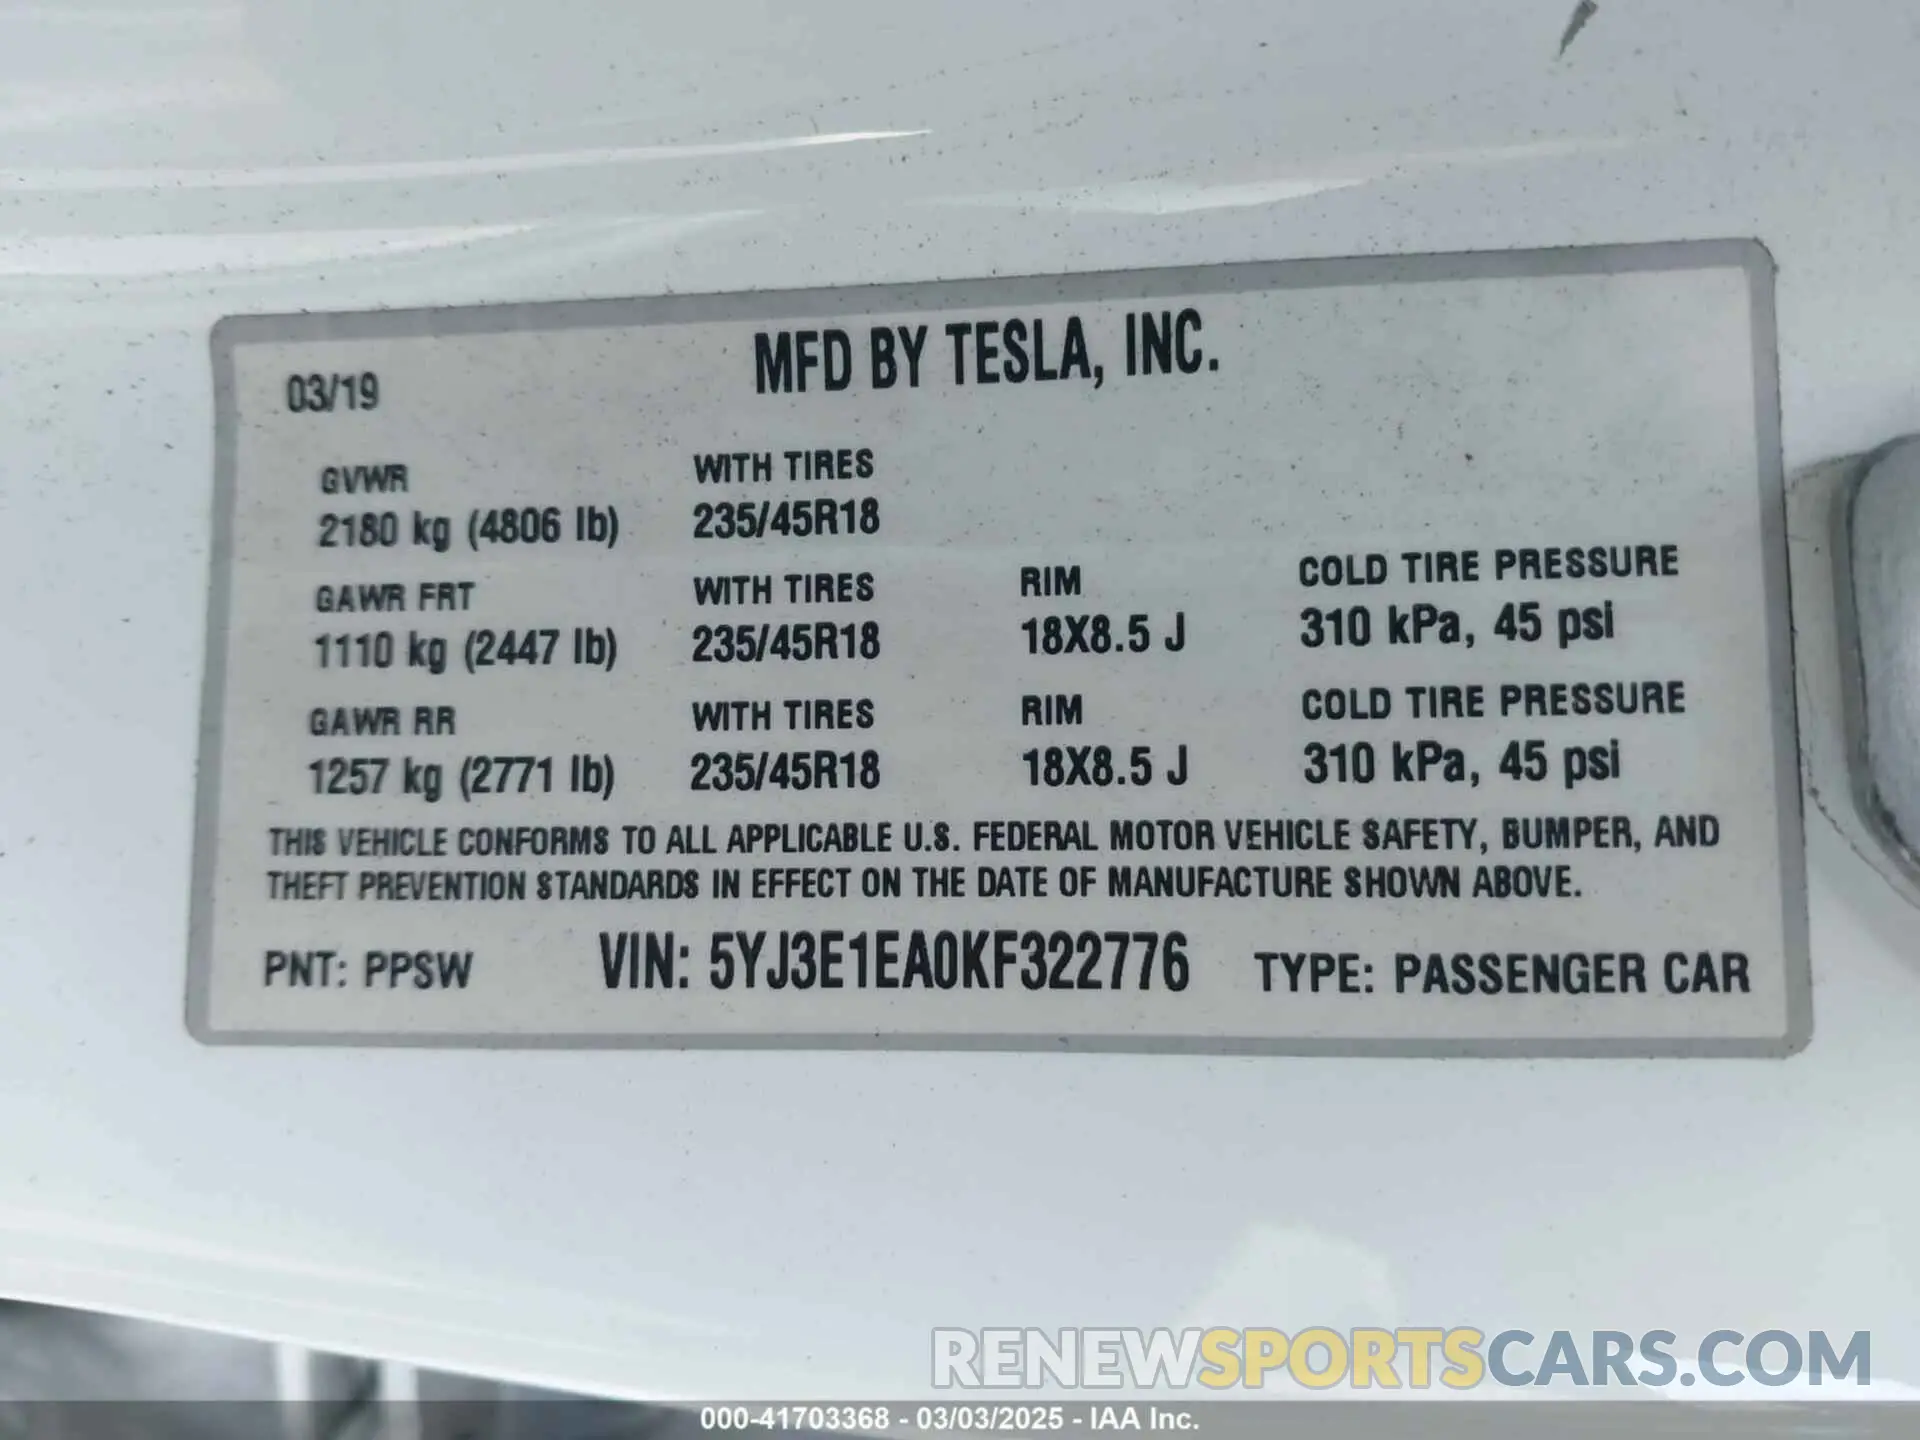 MFD BY TESLA, INC.
03/19
GVWR WITH TIRES
2180 kg (4806 lb) 235/45R18
GAWR FRT WITH TIRES RIM COLD TIRE PRESSURE
1110 kg (2447 lb) 235/45R18 18X8.5 J 310 kPa, 45 psi
GAWR RR WITH TIRES RIM COLD TIRE PRESSURE
1257 kg (2771 lb) 235/45R18 18X8.5 J 310 kPa, 45 psi
THIS VEHICLE CONFORMS TO ALL APPLICABLE U.S. FEDERAL MOTOR VEHICLE SAFETY, BUMPER, AND
THEFT PREVENTION STANDARDS IN EFFECT ON THE DATE OF MANUFACTURE SHOWN ABOVE.
PNT: PPSW VIN: 5YJ3E1EA0KF322776 TYPE: PASSENGER CAR
RENEWSPORTSCARS.COM
000-41703368 - 03/03/2025 - IAA Inc.